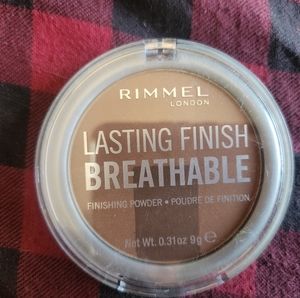 RIMMEL
LONDON
LASTING FINISH
BREATHABLE
FINISHING POWDER • POUDRE DE FINITION
Net Wt. 0.31oz 9g ℮